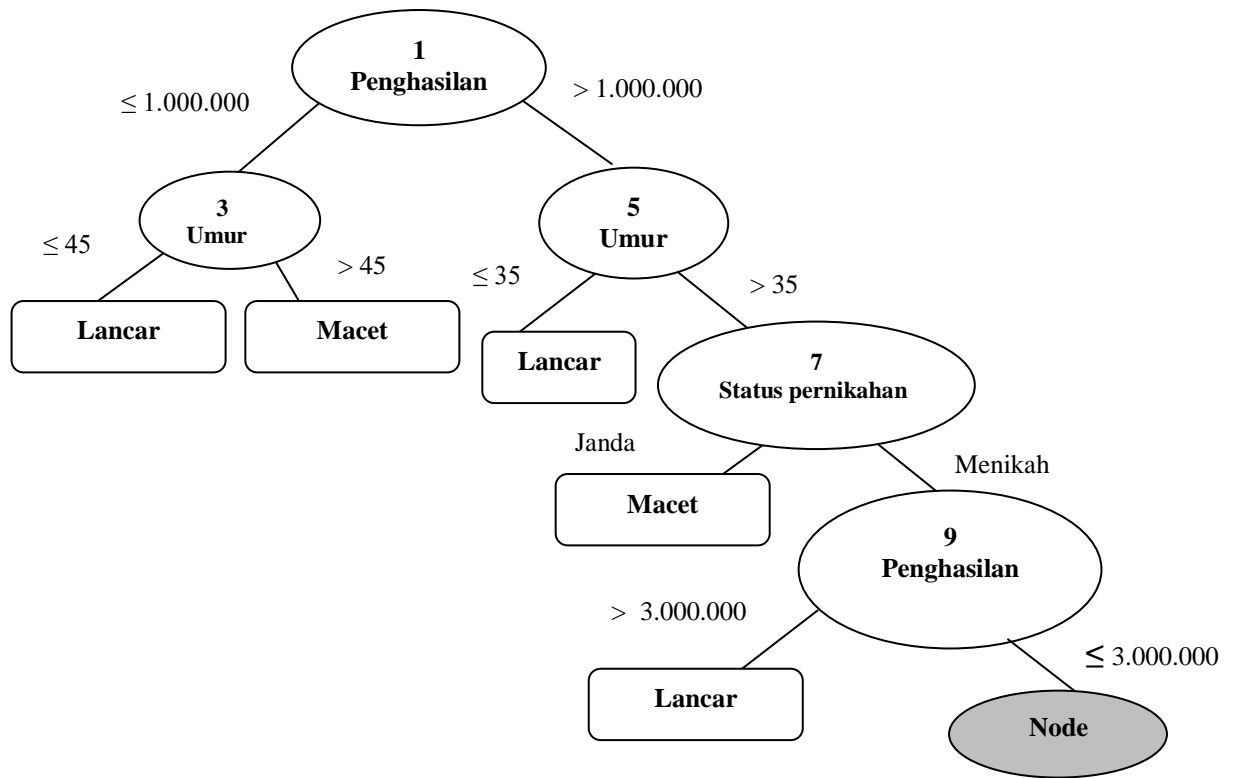 1
Penghasilan
≤ 1.000.000
> 1.000.000
3
Umur
5
Umur
≤ 45
> 45
≤ 35
> 35
Lancar
Macet
Lancar
7
Status pernikahan
Janda
Menikah
Macet
9
Penghasilan
> 3.000.000
≤ 3.000.000
Lancar
Node